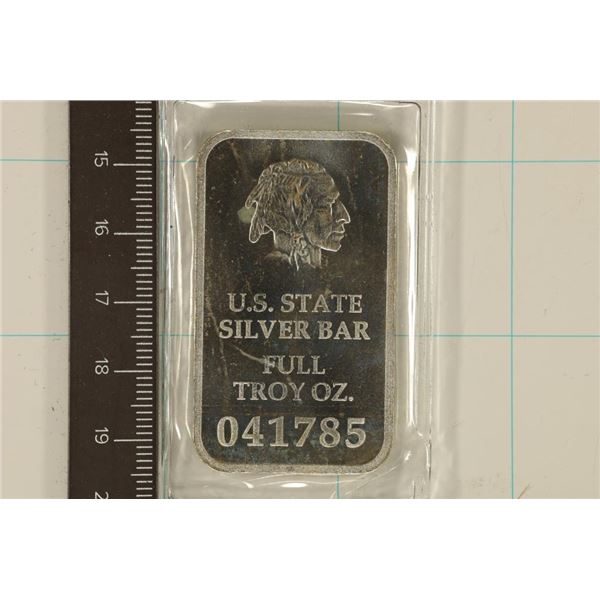 15
16
17
18
19
U.S. STATE
SILVER BAR
FULL
TROY OZ.
041785